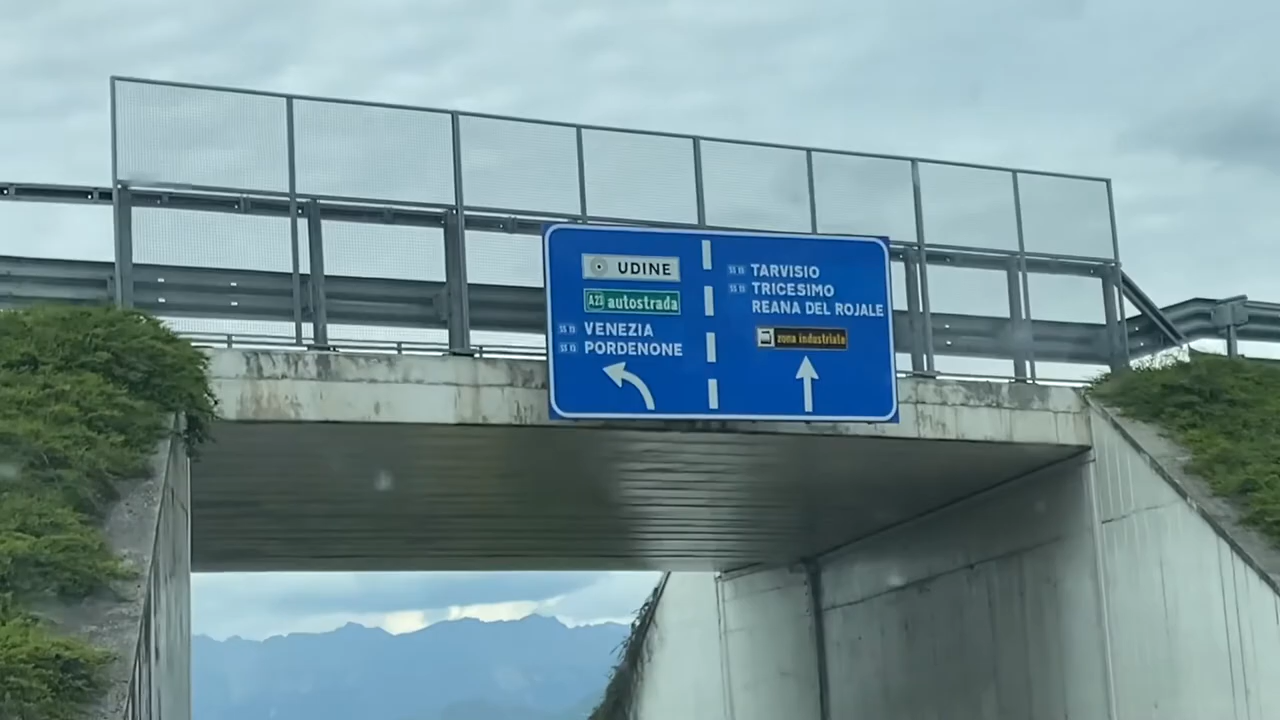 UDINE
A23 autostrada
SS 13 VENEZIA
SS 13 PORDENONE
SS 13 TARVISIO
SS 13 TRICESIMO
REANA DEL ROJALE
zona industriale